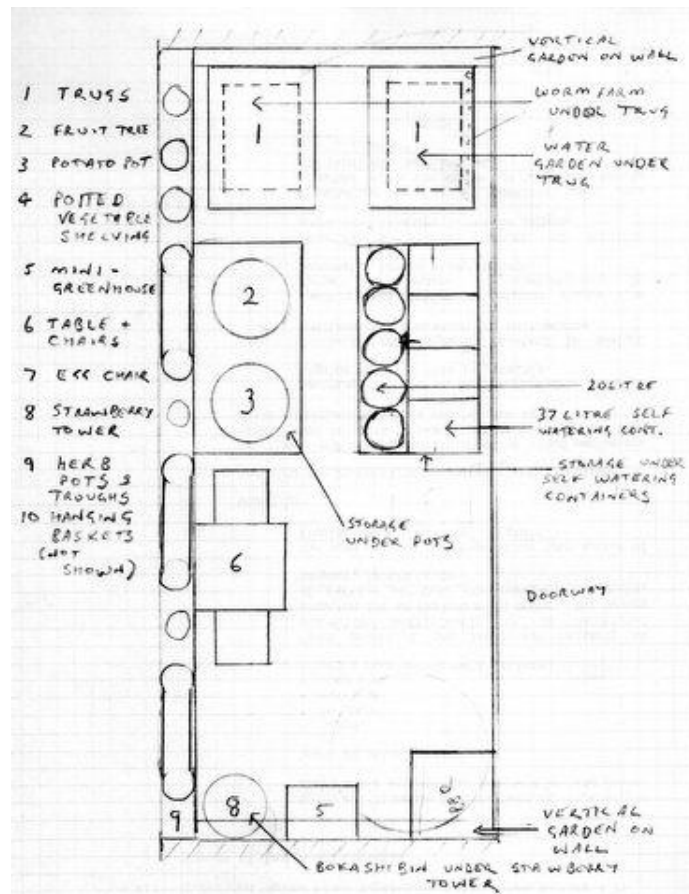 1 TRUGS
2 FRUIT TREE
3 POTATO POT
4 POTTED
VEGETABLE
SHELVING
5 MINI-
GREENHOUSE
6 TABLE +
CHAIRS
7 EGG CHAIR
8 STRAWBERRY
TOWER
9 HERB
POTS &
TROUGHS
10 HANGING
BASKETS
(NOT
SHOWN)
VERTICAL
GARDEN ON
WALL
WORM FARM
UNDER TRUG
WATER
GARDEN UNDER
TRUG
1
1
2
3
20 LITRE
37 LITRE SELF
WATERING CONT.
STORAGE UNDER
SELF WATERING
CONTAINERS
STORAGE
UNDER POTS
6
DOORWAY
8
5
9
VERTICAL
GARDEN ON
WALL
BOKASHI BIN UNDER STRAWBERRY
TOWER